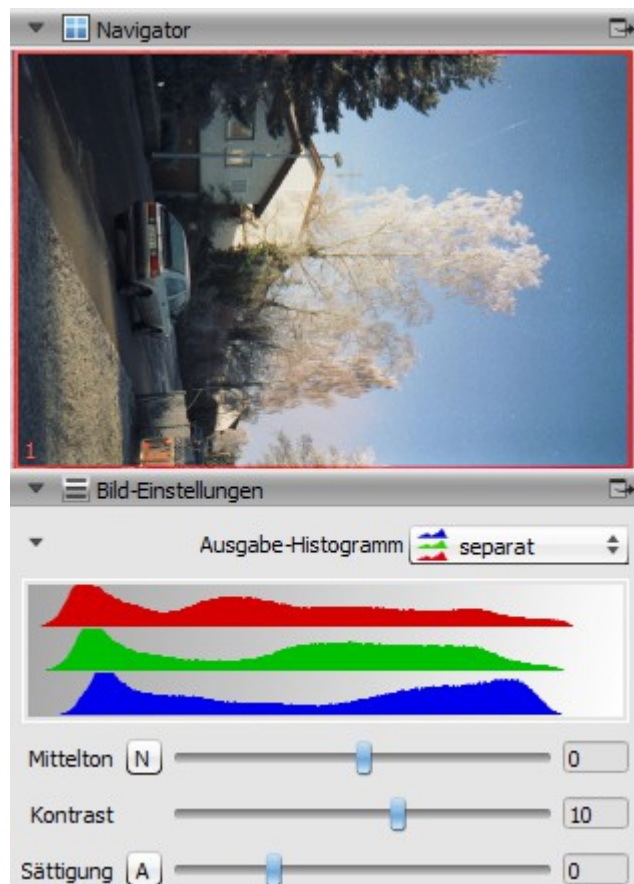 Navigator
1
Bild-Einstellungen
Ausgabe-Histogramm separat
Mittelton N 0
Kontrast 10
Sättigung A 0